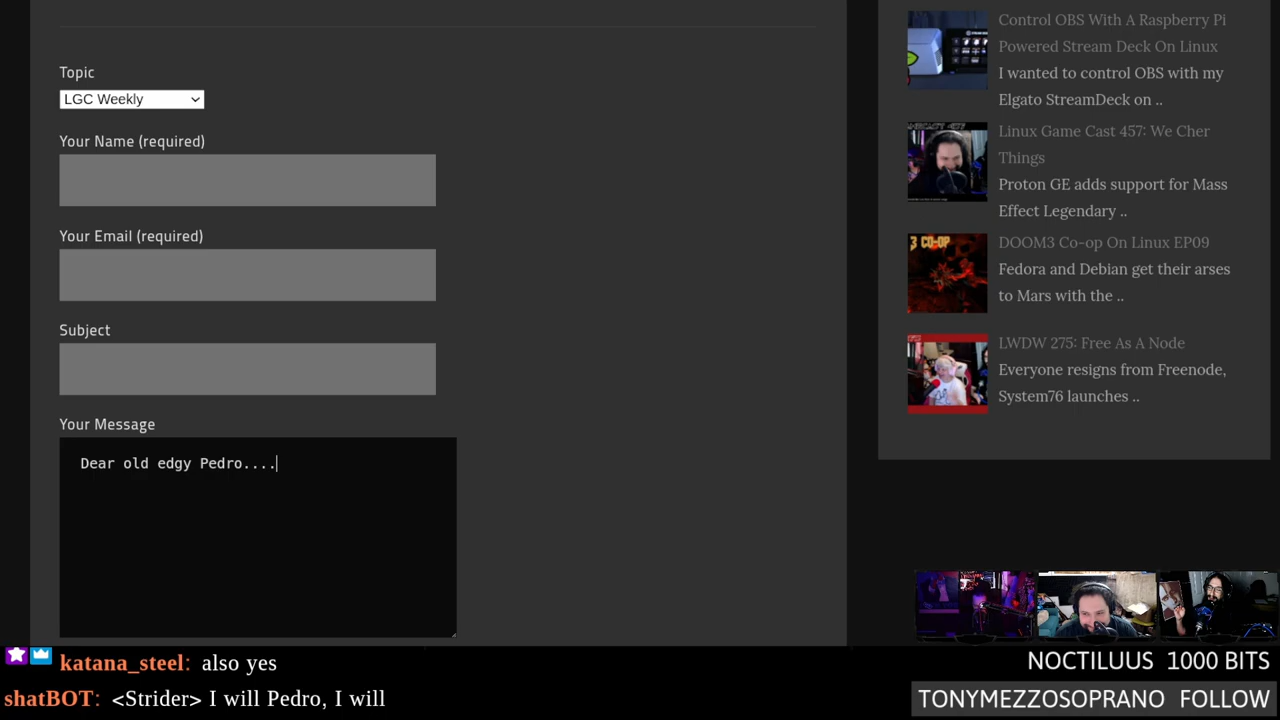 Topic
LGC Weekly
Your Name (required)
Your Email (required)
Subject
Your Message
Dear old edgy Pedro....
Control OBS With A Raspberry Pi
Powered Stream Deck On Linux
I wanted to control OBS with my
Elgato StreamDeck on ..
Linux Game Cast 457: We Cher
Things
Proton GE adds support for Mass
Effect Legendary ..
3 CO-OP
DOOM3 Co-op On Linux EP09
Fedora and Debian get their arses
to Mars with the ..
LWDW 275: Free As A Node
Everyone resigns from Freenode,
System76 launches ..
katana_steel: also yes
shatBOT: <Strider> I will Pedro, I will
NOCTILUUS 1000 BITS
TONYMEZZOSOPRANO FOLLOW